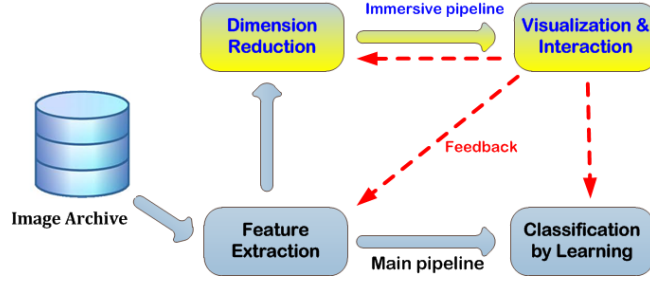 Dimension
Reduction
Immersive pipeline
Visualization &
Interaction
Feedback
Image Archive
Feature
Extraction
Main pipeline
Classification
by Learning